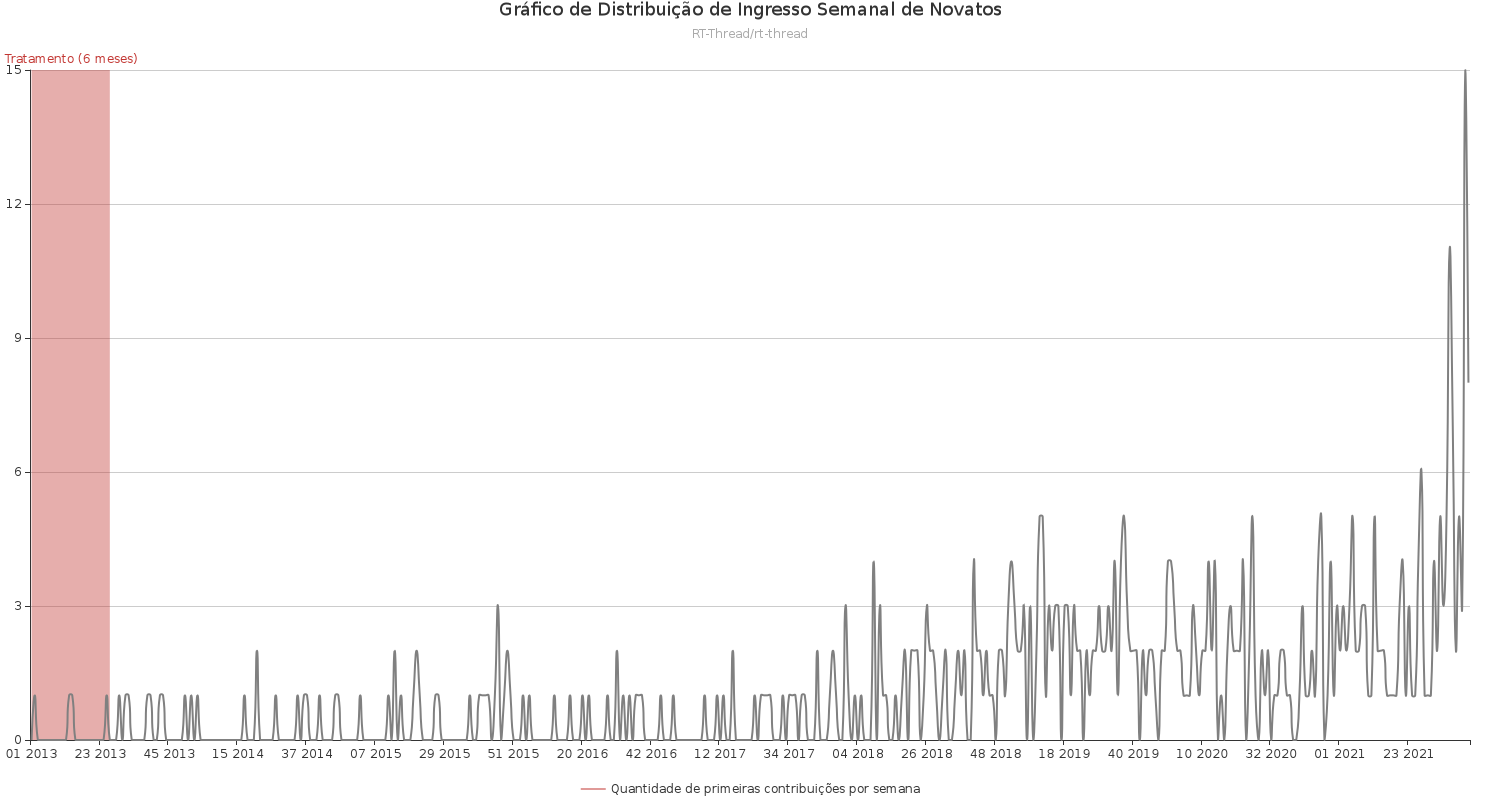 Gráfico de Distribuição de Ingresso Semanal de Novatos
RT-Thread/rt-thread
Tratamento (6 meses)
15
12
9
6
3
0
01 2013 23 2013 45 2013 15 2014 37 2014 07 2015 29 2015 51 2015 20 2016 42 2016 12 2017 34 2017 04 2018 26 2018 48 2018 18 2019 40 2019 10 2020 32 2020 01 2021 23 2021
Quantidade de primeiras contribuições por semana